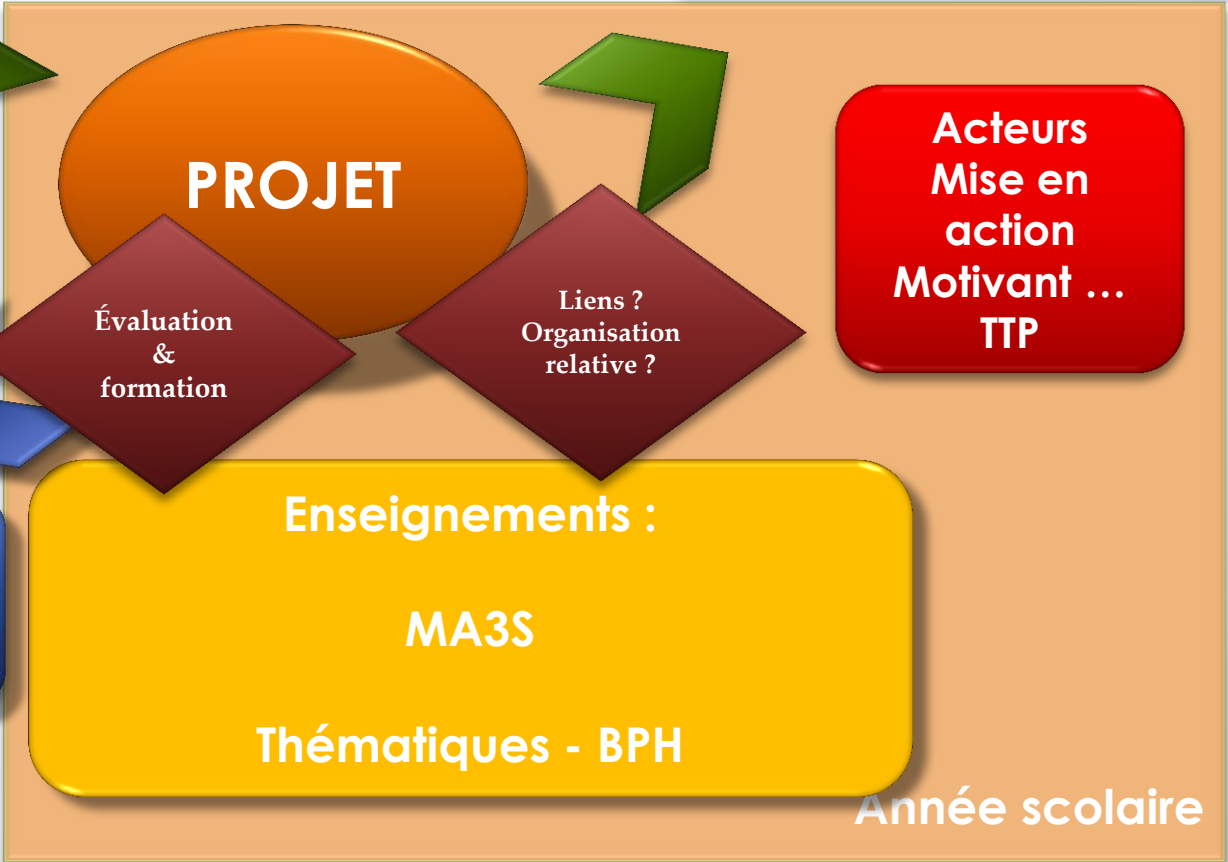 PROJET
Acteurs
Mise en
action
Motivant …
TTP
Évaluation
&
formation
Liens ?
Organisation
relative ?
Enseignements :
MA3S
Thématiques - BPH
Année scolaire